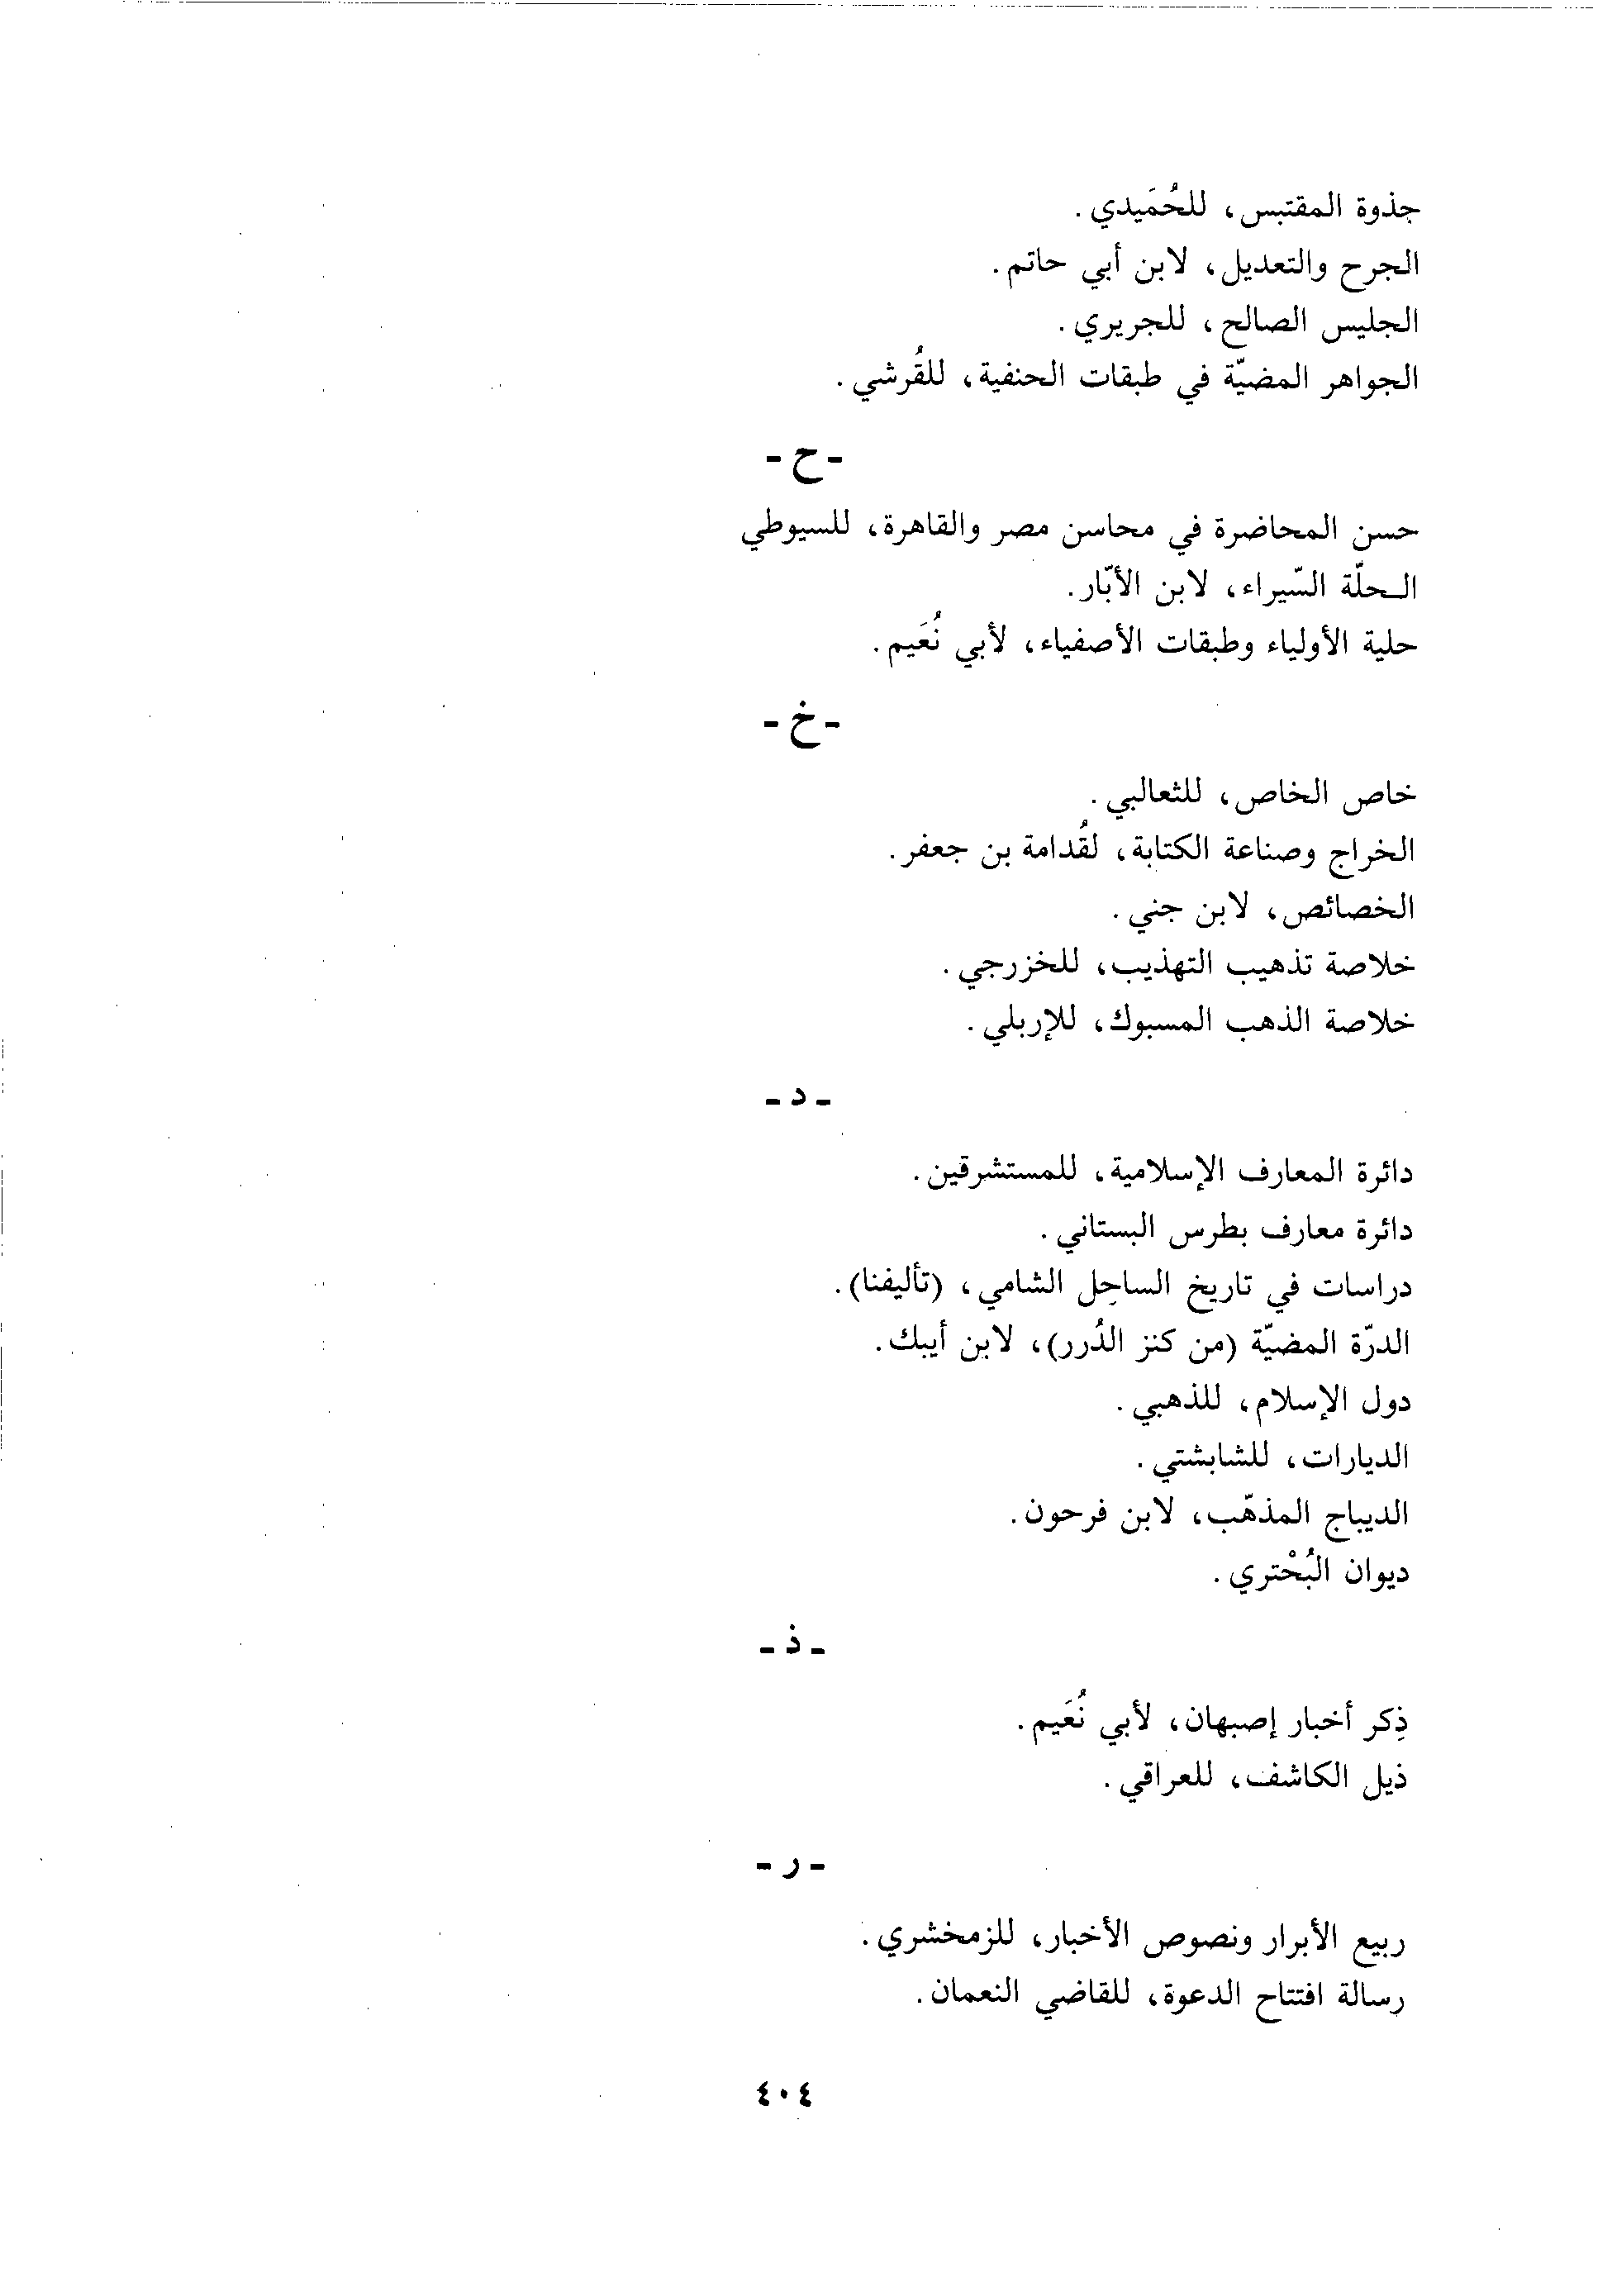 جذوة المقتبس، للحُمَيدي.
الجرح والتعديل، لابن أبي حاتم.
الجليس الصالح، للجريري.
الجواهر المضيّة في طبقات الحنفية، للقُرشي.
- ح -
حسن المحاضرة في محاسن مصر والقاهرة، للسيوطي
الـحلّة السّيراء، لابن الأبّار.
حلية الأولياء وطبقات الأصفياء، لأبي نُعَيم.
- خ -
خاص الخاص، للثعالبي.
الخراج وصناعة الكتابة، لقُدامة بن جعفر.
الخصائص، لابن جني.
خلاصة تذهيب التهذيب، للخزرجي.
خلاصة الذهب المسبوك، للإربلي.
- د -
دائرة المعارف الإسلامية، للمستشرقين.
دائرة معارف بطرس البستاني.
دراسات في تاريخ الساحل الشامي، (تأليفنا).
الدرّة المضيّة (من كنز الدُرر)، لابن أيبك.
دول الإسلام، للذهبي.
الديارات، للشابشتي.
الديباج المذهّب، لابن فرحون.
ديوان البُحْتري.
- ذ -
ذِكر أخبار إصبهان، لأبي نُعَيم.
ذيل الكاشف، للعراقي.
- ر -
ربيع الأبرار ونصوص الأخبار، للزمخشري.
رسالة افتتاح الدعوة، للقاضي النعمان.
٤٠٤